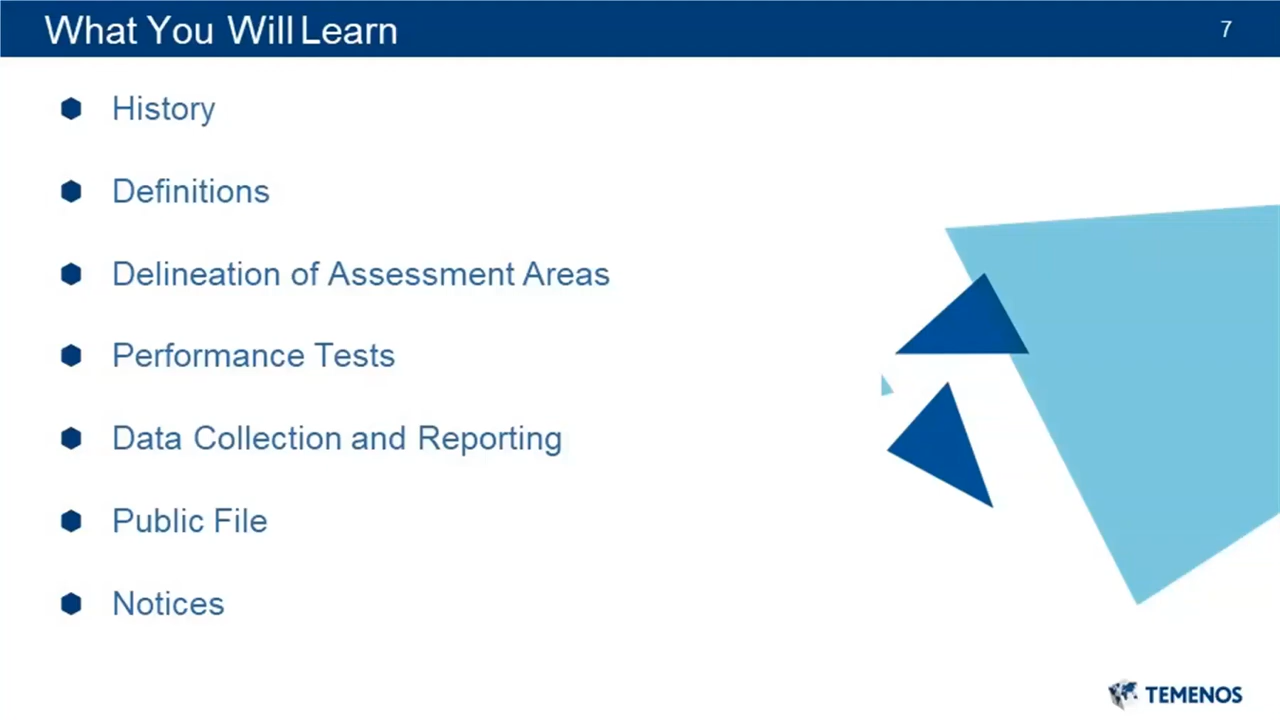 What You Will Learn
7
History
Definitions
Delineation of Assessment Areas
Performance Tests
Data Collection and Reporting
Public File
Notices
TEMENOS